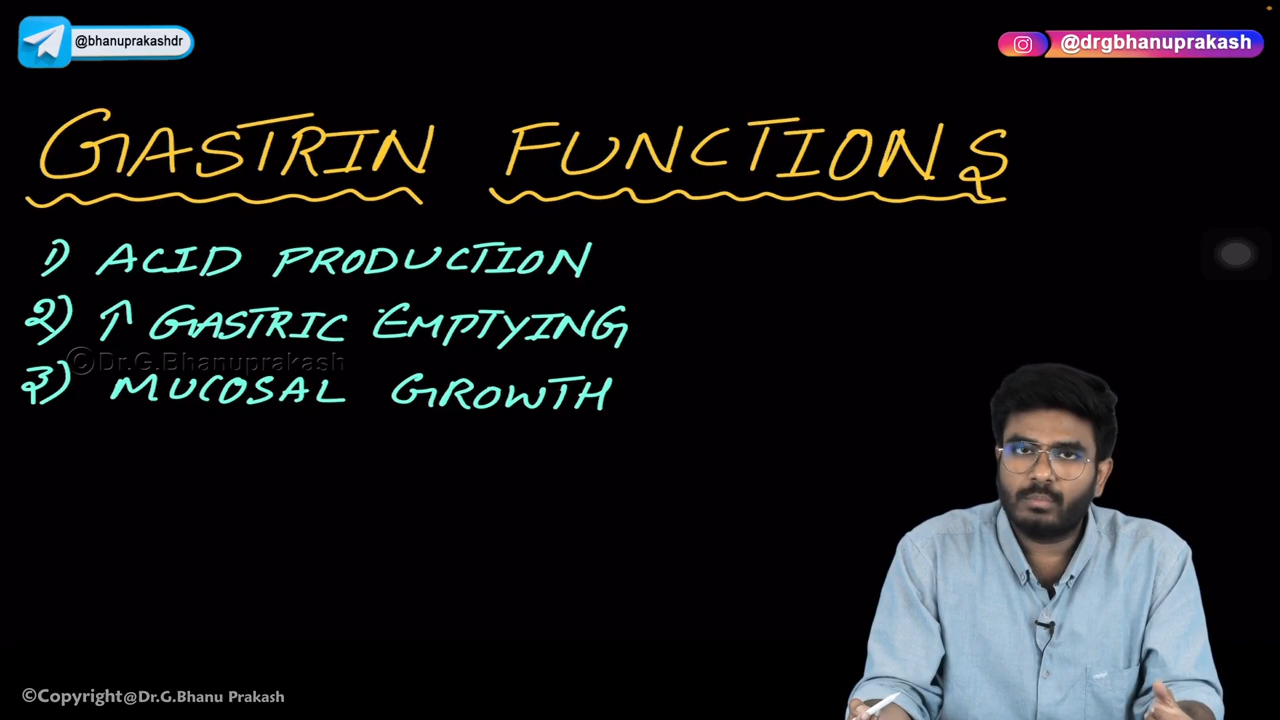 @bhanuprakashdr
@drgbhanuprakash
GASTRIN FUNCTIONS
1) ACID PRODUCTION
2) ↑ GASTRIC EMPTYING
©Dr.G.Bhanuprakash
3) MUCOSAL GROWTH
©Copyright@Dr.G.Bhanu Prakash